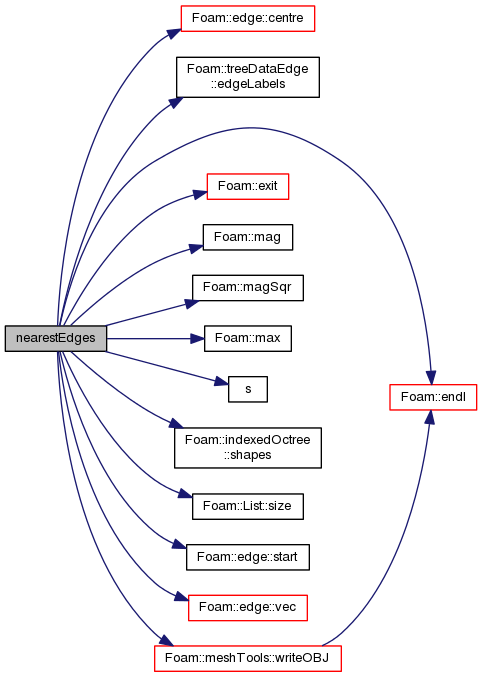 Foam::edge::centre
Foam::treeDataEdge
::edgeLabels
Foam::exit
Foam::mag
Foam::magSqr
Foam::max
nearestEdges
s
Foam::endl
Foam::indexedOctree
::shapes
Foam::List::size
Foam::edge::start
Foam::edge::vec
Foam::meshTools::writeOBJ